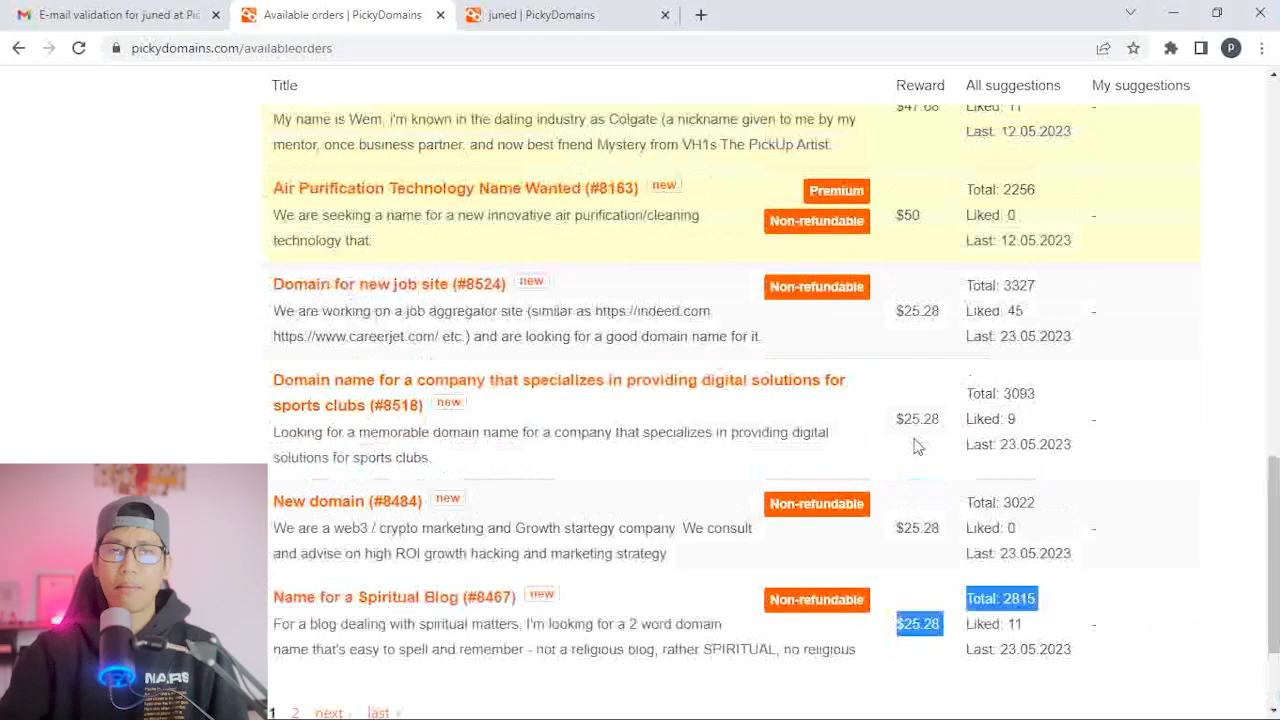 E-mail validation for juned at Pi
Available orders | PickyDomains
juned | PickyDomains
pickydomains.com/availableorders
P
Title
Reward
All suggestions
My suggestions
My name is Wem, I'm known in the dating industry as Colgate (a nickname given to me by my
mentor, once business partner. and now best friend Mystery from VH1s The PickUp Artist.
$47.68
Liked: 11
Last: 12.05.2023
-
Air Purification Technology Name Wanted (#8163) new
Premium
We are seeking a name for a new innovative air purification/cleaning
technology that:
Non-refundable
$50
Total: 2256
Liked: 0
Last: 12.05.2023
-
Domain for new job site (#8524) new
Non-refundable
We are working on a job aggregator site (similar as https://indeed.com
https://www.careerjet.com/ etc.) and are looking for a good domain name for it.
$25.28
Total: 3327
Liked: 45
Last: 23.05.2023
-
Domain name for a company that specializes in providing digital solutions for
sports clubs (#8518) new
Looking for a memorable domain name for a company that specializes in providing digital
solutions for sports clubs.
$25.28
Total: 3093
Liked: 9
Last: 23.05.2023
-
New domain (#8484) new
Non-refundable
We are a web3 / crypto marketing and Growth startegy company We consult
and advise on high ROI growth hacking and marketing strategy
$25.28
Total: 3022
Liked: 0
Last: 23.05.2023
-
Name for a Spiritual Blog (#8467) new
Non-refundable
For a blog dealing with spiritual matters, I'm looking for a 2 word domain
name that's easy to spell and remember - not a religious blog, rather SPIRITUAL, no religious
$25.28
Total: 2815
Liked: 11
Last: 23.05.2023
-
1 2 next › last »